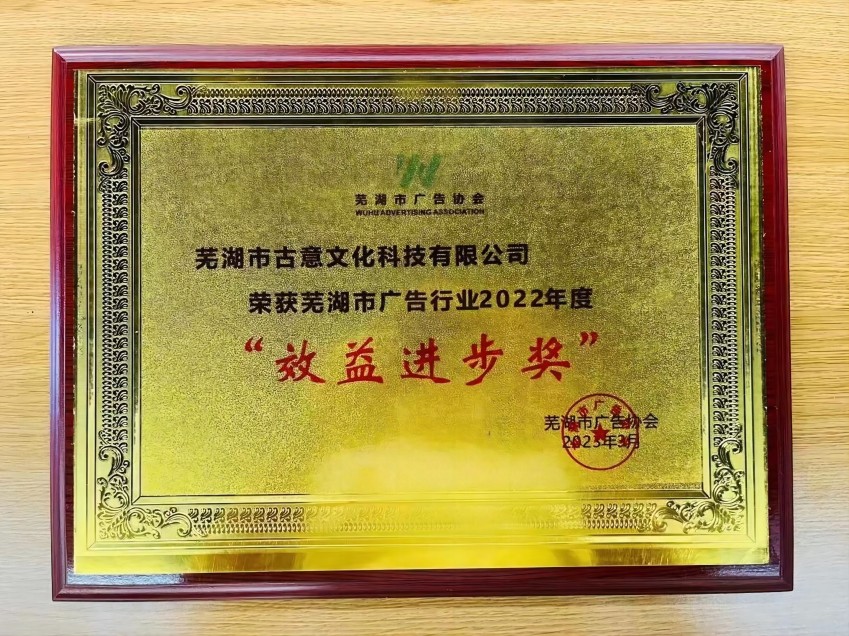 芜湖市广告协会
WUHU ADVERTISING ASSOCIATION
芜湖市古意文化科技有限公司
荣获芜湖市广告行业2022年度
“效益进步奖”
芜湖市广告协会
2023年3月